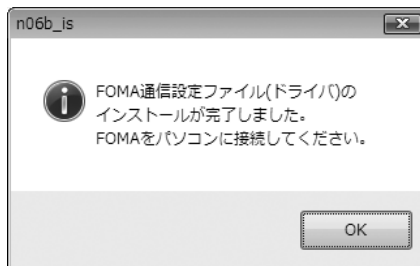 n06b_is
FOMA通信設定ファイル(ドライバ)の
インストールが完了しました。
FOMAをパソコンに接続してください。
OK